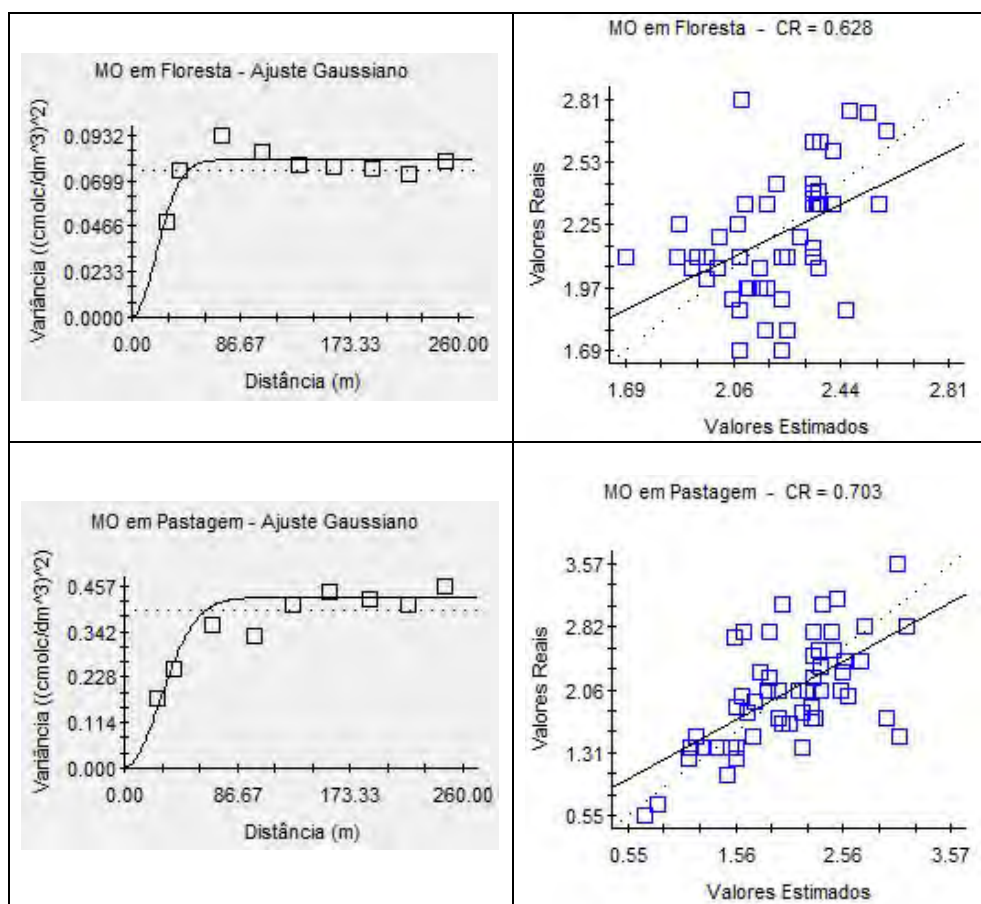 MO em Floresta - Ajuste Gaussiano
Variância ((cmolc/dm^3)^2)
0.0932
0.0699
0.0466
0.0233
0.0000
0.00 86.67 173.33 260.00
Distância (m)
MO em Floresta - CR = 0.628
Valores Reais
2.81
2.53
2.25
1.97
1.69
1.69 2.06 2.44 2.81
Valores Estimados
MO em Pastagem - Ajuste Gaussiano
Variância ((cmolc/dm^3)^2)
0.457
0.342
0.228
0.114
0.000
0.00 86.67 173.33 260.00
Distância (m)
MO em Pastagem - CR = 0.703
Valores Reais
3.57
2.82
2.06
1.31
0.55
0.55 1.56 2.56 3.57
Valores Estimados